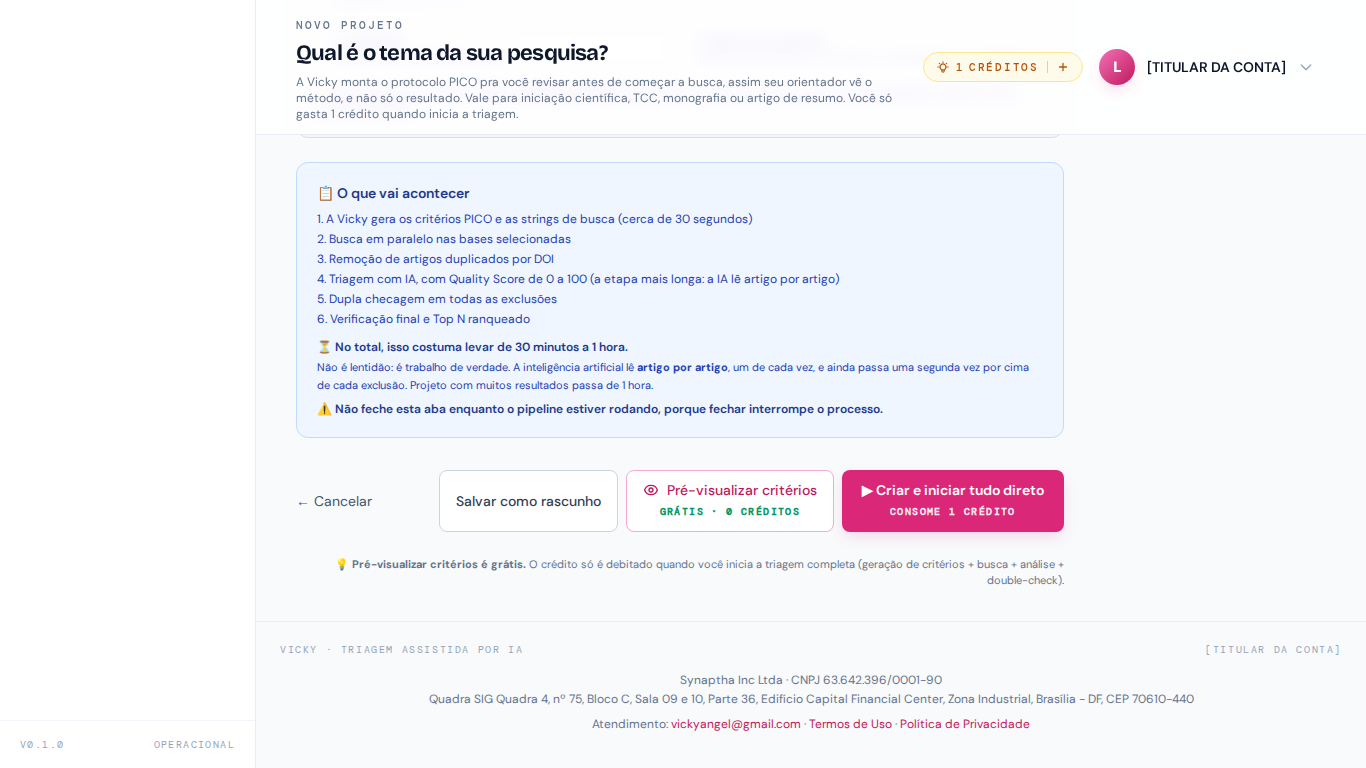 NOVO PROJETO
Qual é o tema da sua pesquisa?
A Vicky monta o protocolo PICO pra você revisar antes de começar a busca, assim seu orientador vê o
método, e não só o resultado. Vale para iniciação científica, TCC, monografia ou artigo de resumo. Você só
gasta 1 crédito quando inicia a triagem.
1 CRÉDITOS +
L [TITULAR DA CONTA]
📋 O que vai acontecer
1. A Vicky gera os critérios PICO e as strings de busca (cerca de 30 segundos)
2. Busca em paralelo nas bases selecionadas
3. Remoção de artigos duplicados por DOI
4. Triagem com IA, com Quality Score de 0 a 100 (a etapa mais longa: a IA lê artigo por artigo)
5. Dupla checagem em todas as exclusões
6. Verificação final e Top N ranqueado
⏳ No total, isso costuma levar de 30 minutos a 1 hora.
Não é lentidão: é trabalho de verdade. A inteligência artificial lê artigo por artigo, um de cada vez, e ainda passa uma segunda vez por cima
de cada exclusão. Projeto com muitos resultados passa de 1 hora.
⚠️ Não feche esta aba enquanto o pipeline estiver rodando, porque fechar interrompe o processo.
← Cancelar
Salvar como rascunho
Pré-visualizar critérios
GRÁTIS · 0 CRÉDITOS
▶ Criar e iniciar tudo direto
CONSOME 1 CRÉDITO
💡 Pré-visualizar critérios é grátis. O crédito só é debitado quando você inicia a triagem completa (geração de critérios + busca + análise +
double-check).
VICKY · TRIAGEM ASSISTIDA POR IA
[TITULAR DA CONTA]
Synaptha Inc Ltda · CNPJ 63.642.396/0001-90
Quadra SIG Quadra 4, nº 75, Bloco C, Sala 09 e 10, Parte 36, Edifício Capital Financial Center, Zona Industrial, Brasília - DF, CEP 70610-440
Atendimento: vickyangel@gmail.com · Termos de Uso · Política de Privacidade
V0.1.0
OPERACIONAL